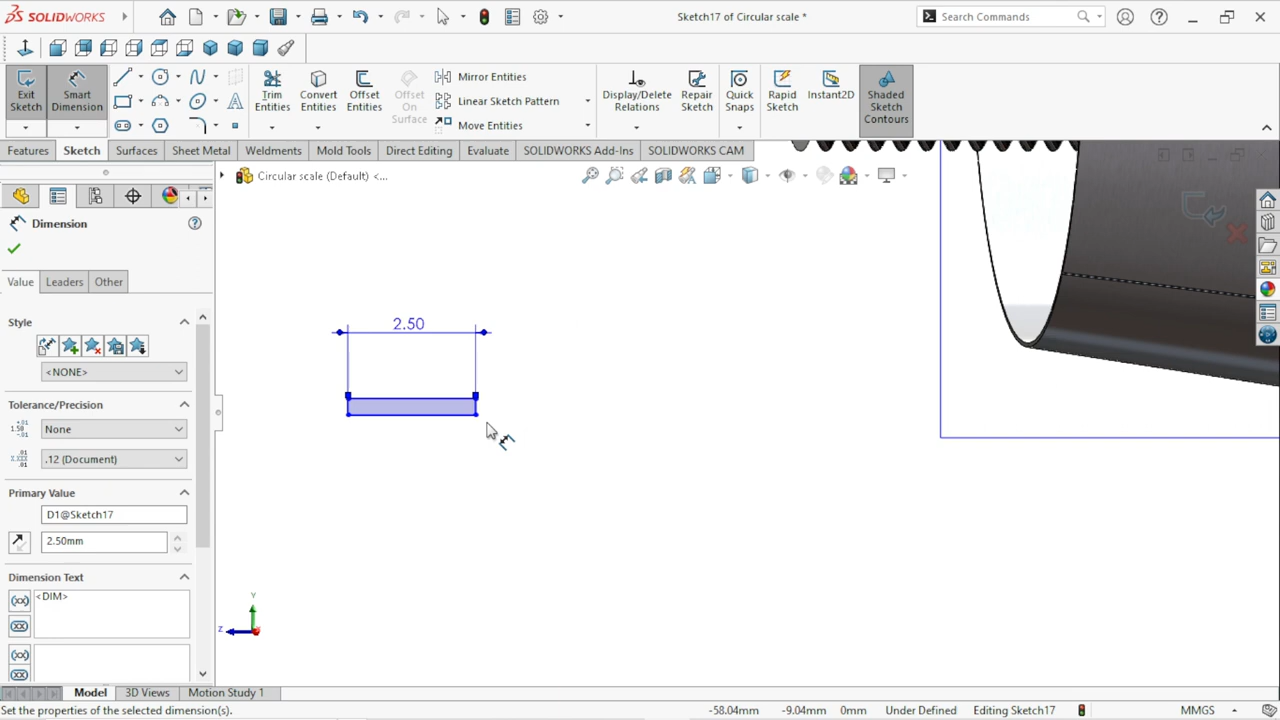 SOLIDWORKS
Sketch17 of Circular scale *
Search Commands
Exit Sketch
Smart Dimension
Trim Entities
Convert Entities
Offset Entities
Offset On Surface
Mirror Entities
Linear Sketch Pattern
Move Entities
Display/Delete Relations
Repair Sketch
Quick Snaps
Rapid Sketch
Instant2D
Shaded Sketch Contours
Features
Sketch
Surfaces
Sheet Metal
Weldments
Mold Tools
Direct Editing
Evaluate
SOLIDWORKS Add-Ins
SOLIDWORKS CAM
Circular scale (Default) <...
Dimension
Value
Leaders
Other
Style
<NONE>
Tolerance/Precision
None
.12 (Document)
Primary Value
D1@Sketch17
2.50mm
Dimension Text
<DIM>
2.50
Y
Z
Model
3D Views
Motion Study 1
Set the properties of the selected dimension(s).
-58.04mm
-9.04mm
0mm
Under Defined
Editing Sketch17
MMGS